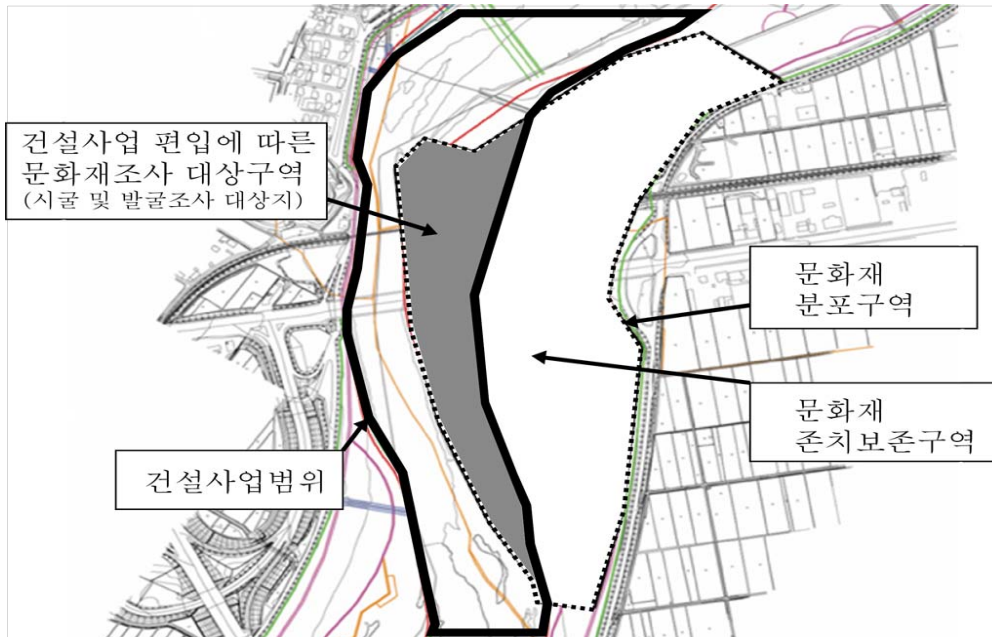 건설사업 편입에 따른
문화재조사 대상구역
(시굴 및 발굴조사 대상지)
문화재
분포구역
문화재
존치보존구역
건설사업범위